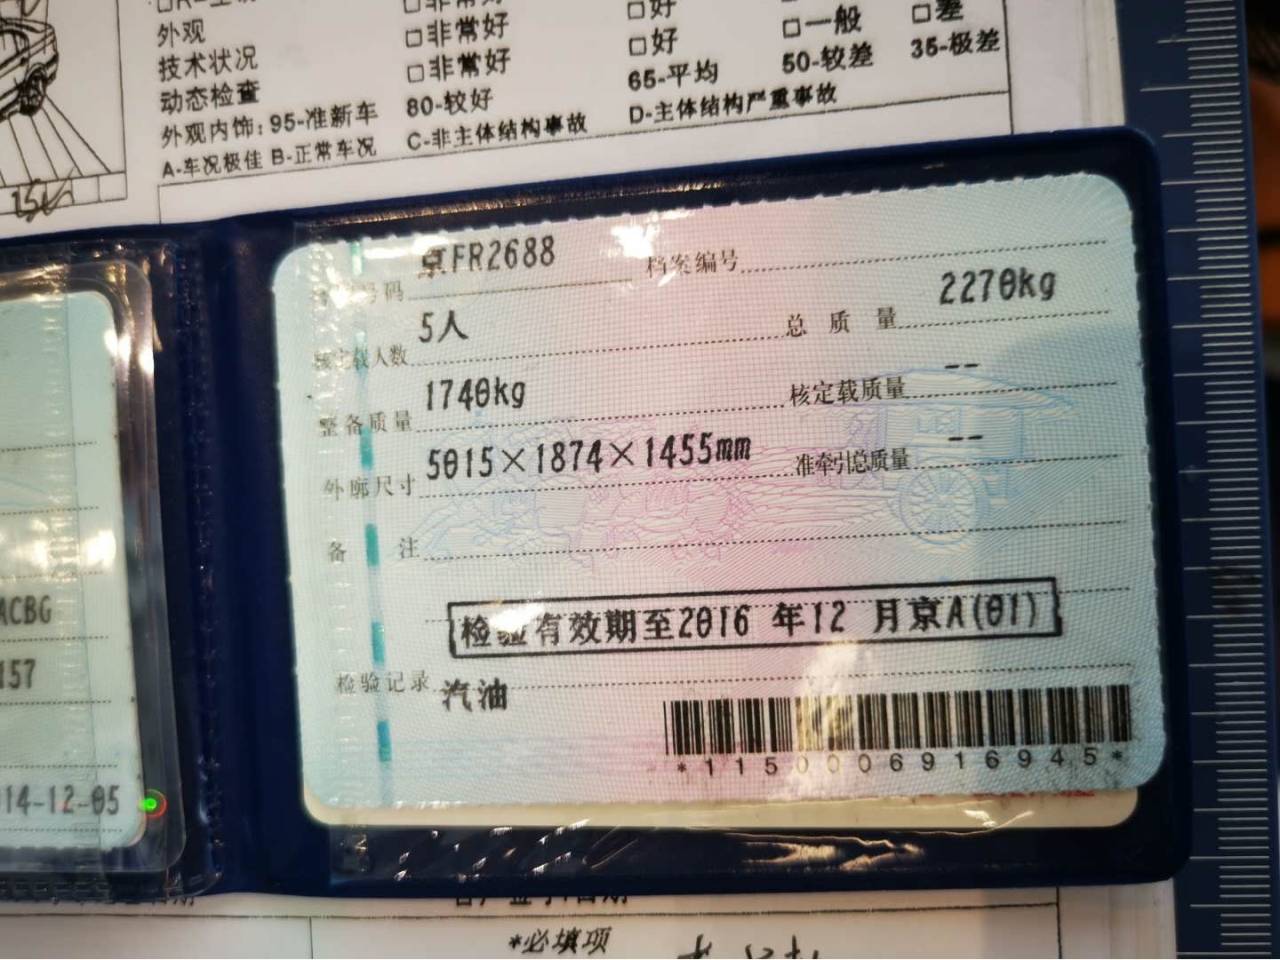 外观 □非常好 □好 □一般 □差
技术状况 □非常好 □好
动态检查 □非常好
外观内饰：95-准新车 80-较好 65-平均 50-较差 35-极差
A-车况极佳 B-正常车况 C-非主体结构事故 D-主体结构严重事故
号码 京FR2688 档案编号
核定载人数 5人 总质量 2270kg
整备质量 1740kg 核定载质量 --
外廓尺寸 5015×1874×1455mm 准牵引总质量 --
备注
检验有效期至2016 年12 月京A(01)
检验记录 汽油
*1150006916945*
ACBG
157
014-12-05
*必填项